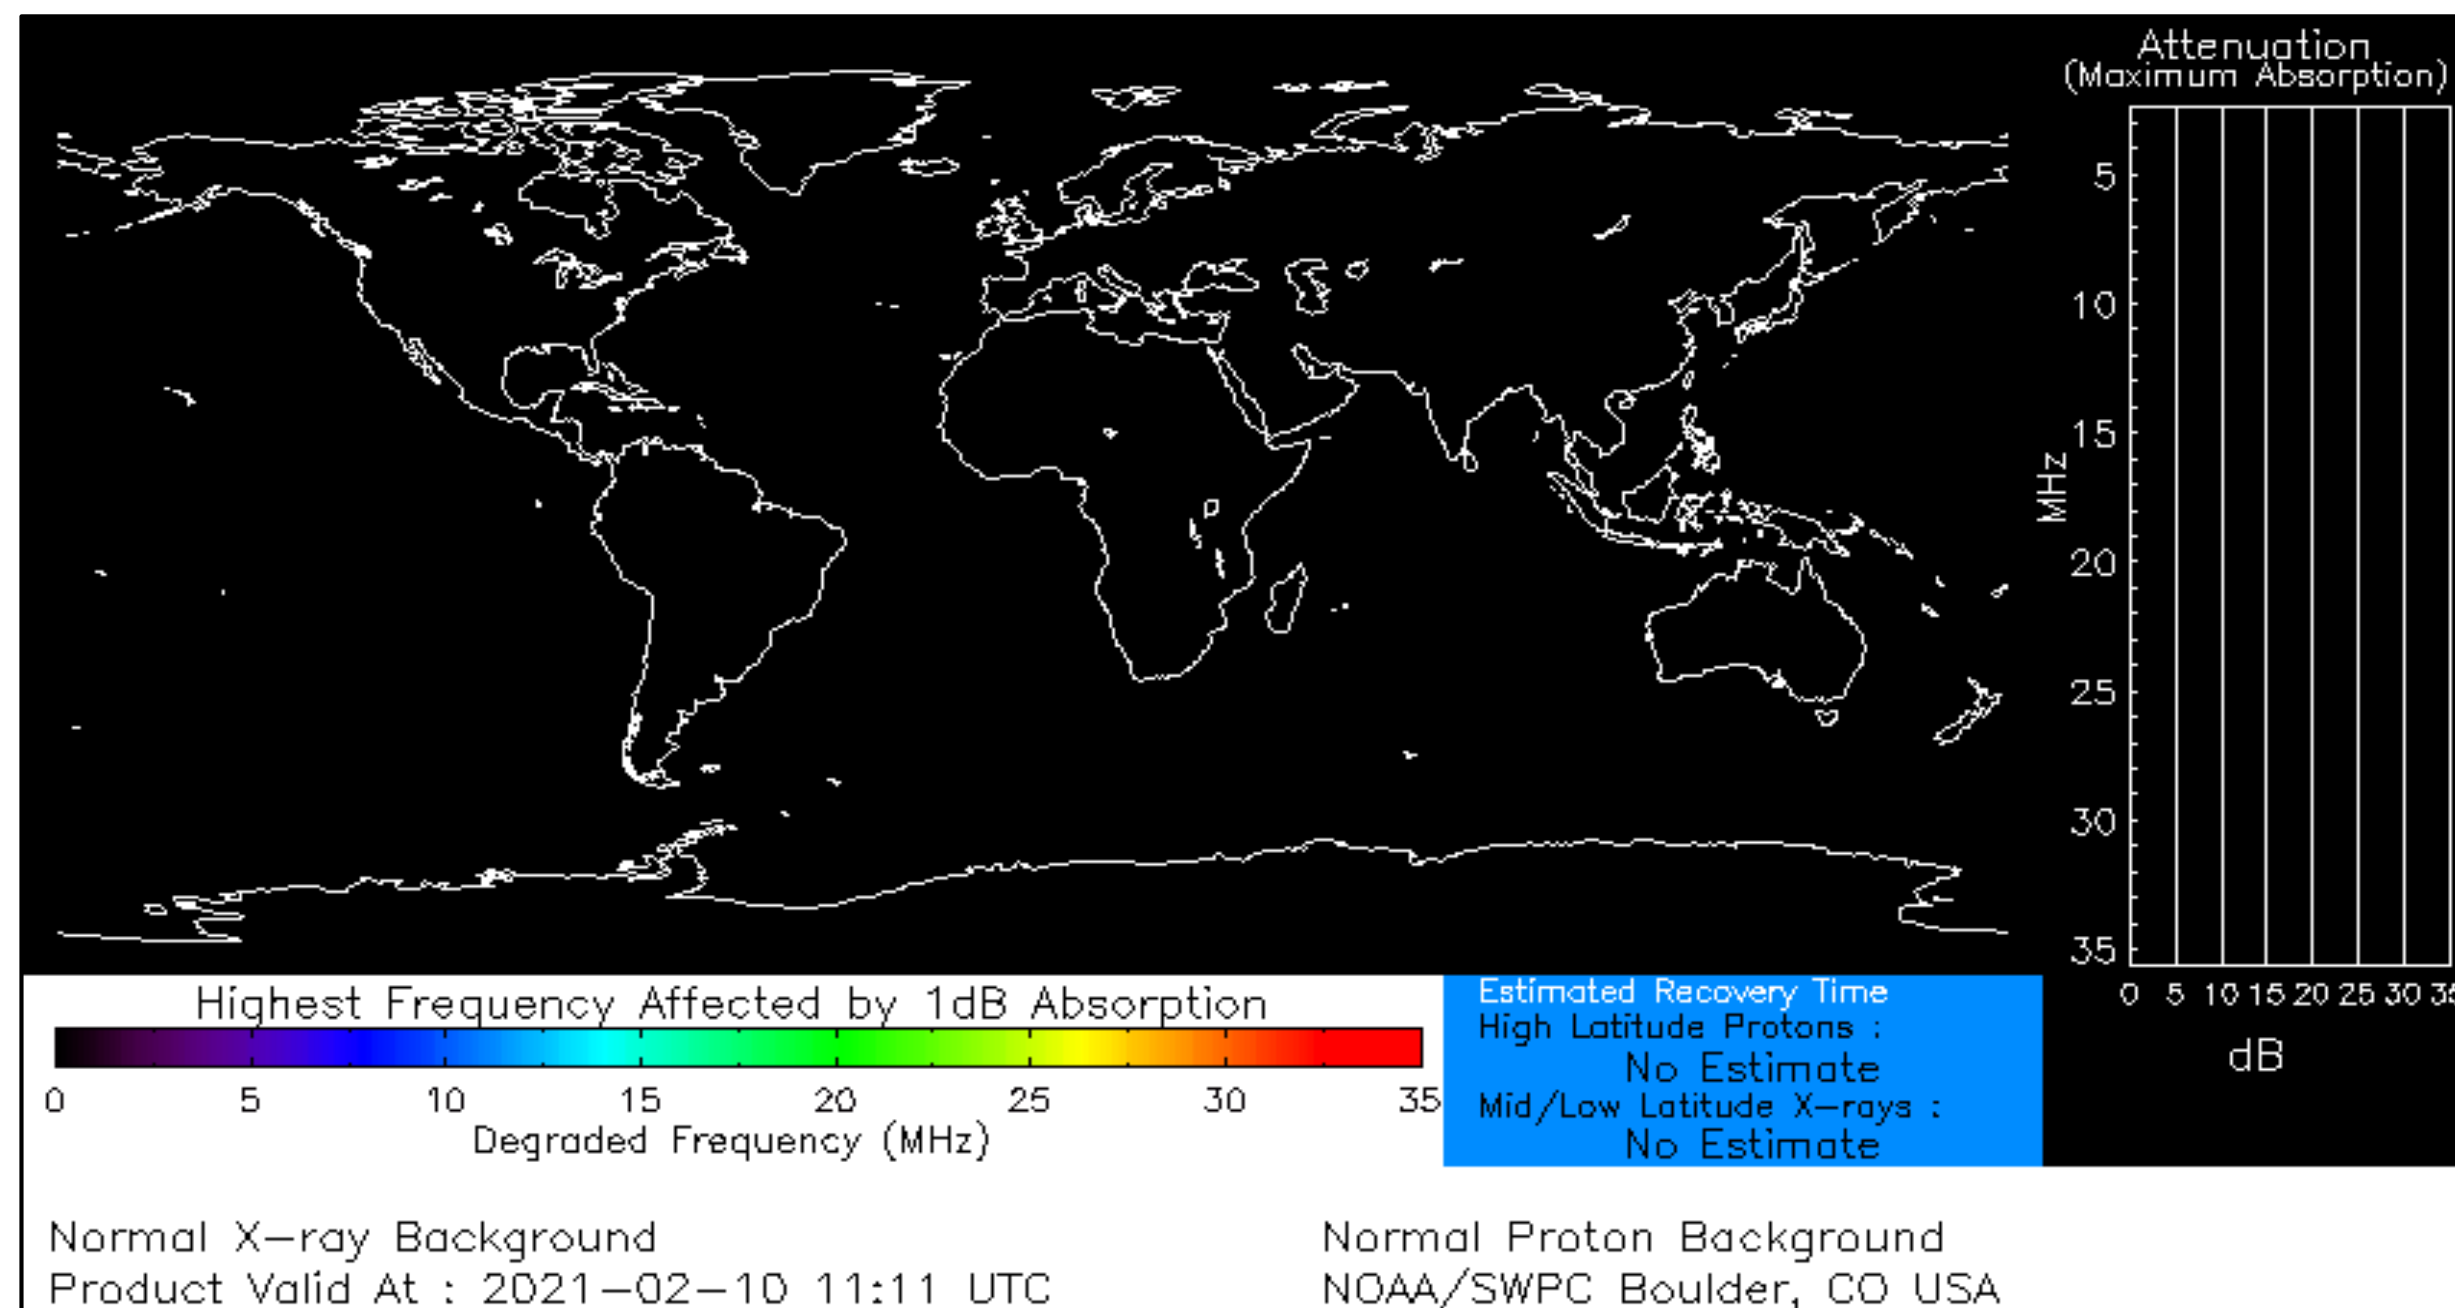 Attenuation
(Maximum Absorption)
5
10
15
20
25
30
35
MHz
0 5 10 15 20 25 30 35
dB
Highest Frequency Affected by 1dB Absorption
0 5 10 15 20 25 30 35
Degraded Frequency (MHz)
Estimated Recovery Time
High Latitude Protons :
No Estimate
Mid/Low Latitude X-rays :
No Estimate
Normal X-ray Background
Normal Proton Background
Product Valid At : 2021-02-10 11:11 UTC
NOAA/SWPC Boulder, CO USA